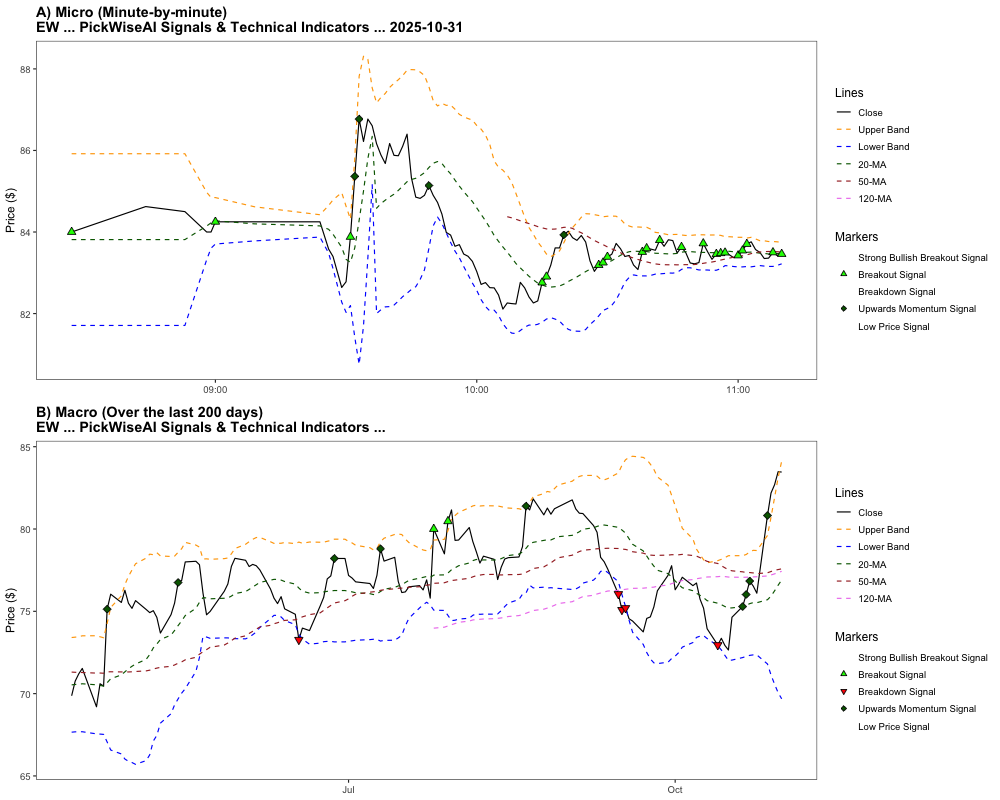 A) Micro (Minute-by-minute)
EW ... PickWiseAI Signals & Technical Indicators ... 2025-10-31
Price ($)
88
86
84
82
09:00
10:00
11:00
Lines
Close
Upper Band
Lower Band
20-MA
50-MA
120-MA
Markers
Strong Bullish Breakout Signal
Breakout Signal
Breakdown Signal
Upwards Momentum Signal
Low Price Signal
B) Macro (Over the last 200 days)
EW ... PickWiseAI Signals & Technical Indicators ...
Price ($)
85
80
75
70
65
Jul
Oct
Lines
Close
Upper Band
Lower Band
20-MA
50-MA
120-MA
Markers
Strong Bullish Breakout Signal
Breakout Signal
Breakdown Signal
Upwards Momentum Signal
Low Price Signal